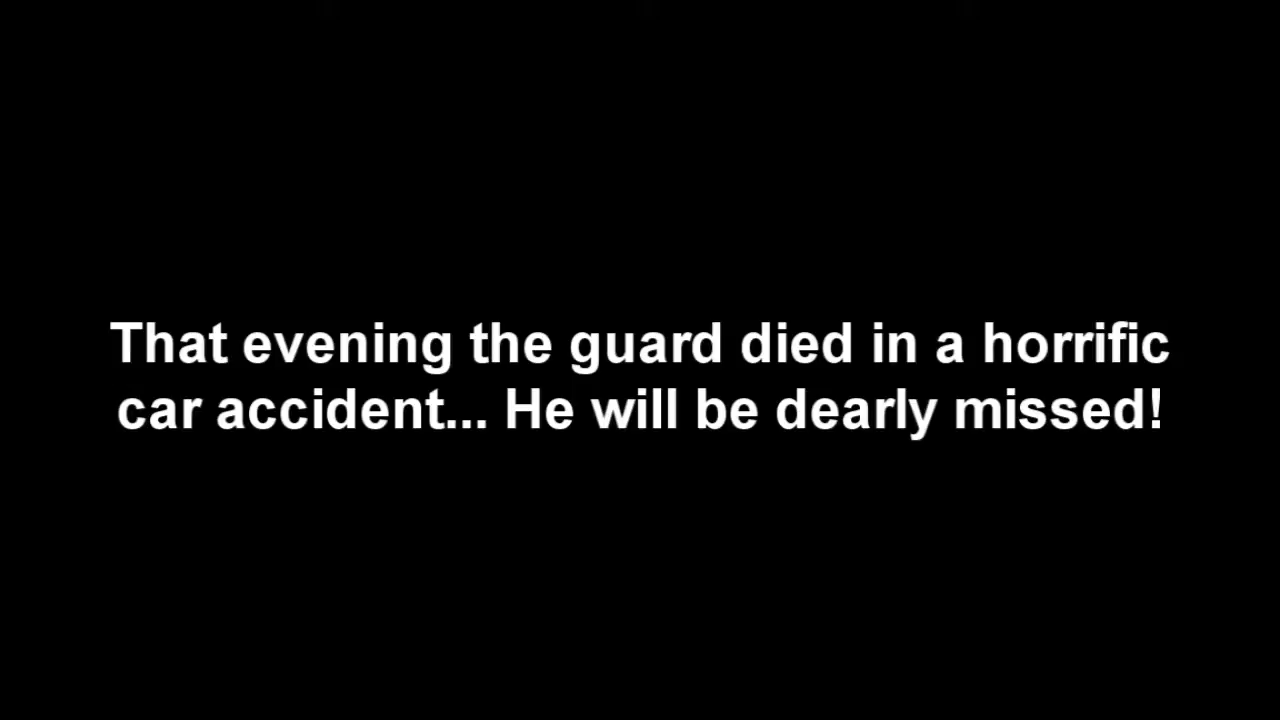 That evening the guard died in a horrific
car accident... He will be dearly missed!